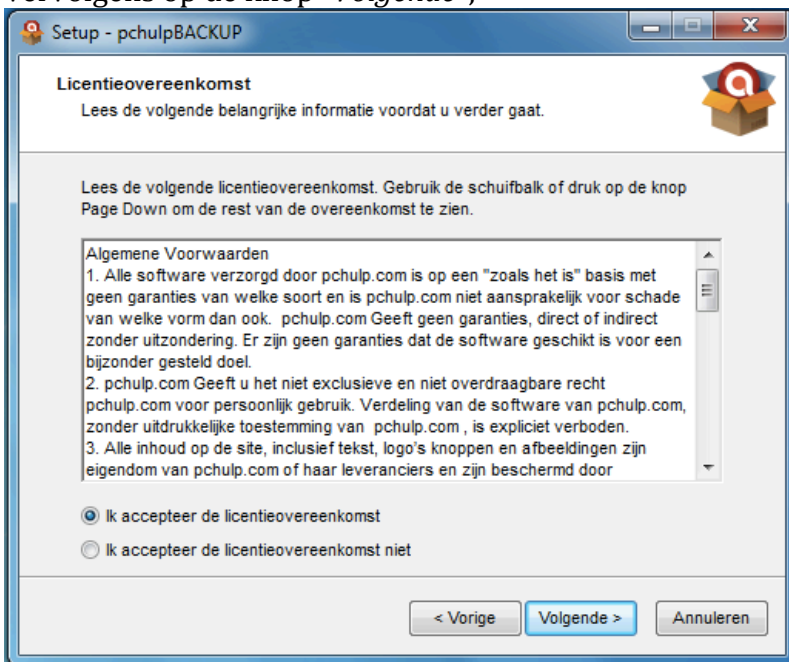 Setup - pchulpBACKUP
Licentieovereenkomst
Lees de volgende belangrijke informatie voordat u verder gaat.
Lees de volgende licentieovereenkomst. Gebruik de schuifbalk of druk op de knop
Page Down om de rest van de overeenkomst te zien.
Algemene Voorwaarden
1. Alle software verzorgd door pchulp.com is op een "zoals het is" basis met
geen garanties van welke soort en is pchulp.com niet aansprakelijk voor schade
van welke vorm dan ook.  pchulp.com Geeft geen garanties, direct of indirect
zonder uitzondering. Er zijn geen garanties dat de software geschikt is voor een
bijzonder gesteld doel.
2. pchulp.com Geeft u het niet exclusieve en niet overdraagbare recht
pchulp.com voor persoonlijk gebruik. Verdeling van de software van pchulp.com,
zonder uitdrukkelijke toestemming van  pchulp.com , is expliciet verboden.
3. Alle inhoud op de site, inclusief tekst, logo's knoppen en afbeeldingen zijn
eigendom van pchulp.com of haar leveranciers en zijn beschermd door
Ik accepteer de licentieovereenkomst
Ik accepteer de licentieovereenkomst niet
< Vorige Volgende > Annuleren